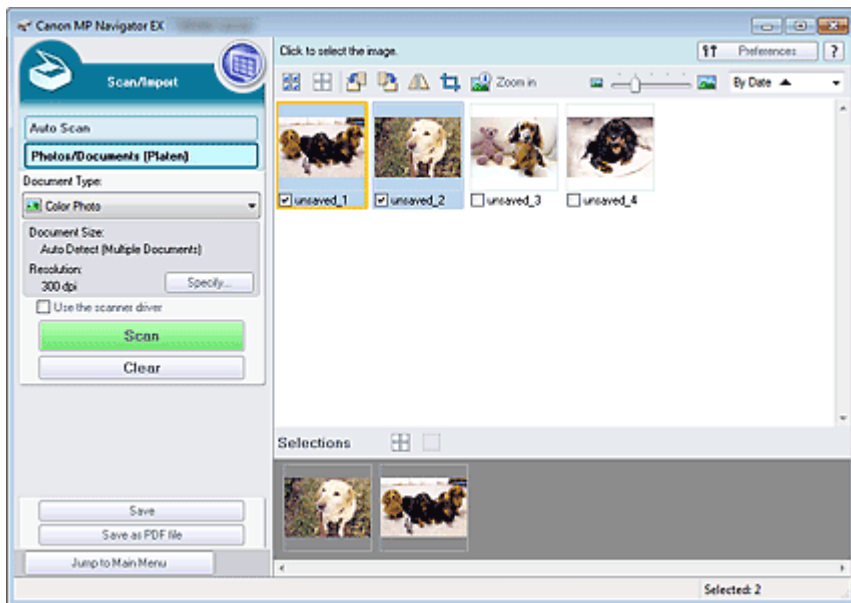 Canon MP Navigator EX
Scan/Import
Auto Scan
Photos/Documents (Platen)
Document Type:
Color Photo
Document Size:
Auto Detect (Multiple Documents)
Resolution:
300 dpi
Specify...
Use the scanner driver
Scan
Clear
Save
Save as PDF file
Jump to Main Menu
Click to select the image.
Preferences
?
Zoom in
By Date
unsaved_1
unsaved_2
unsaved_3
unsaved_4
Selections
Selected: 2